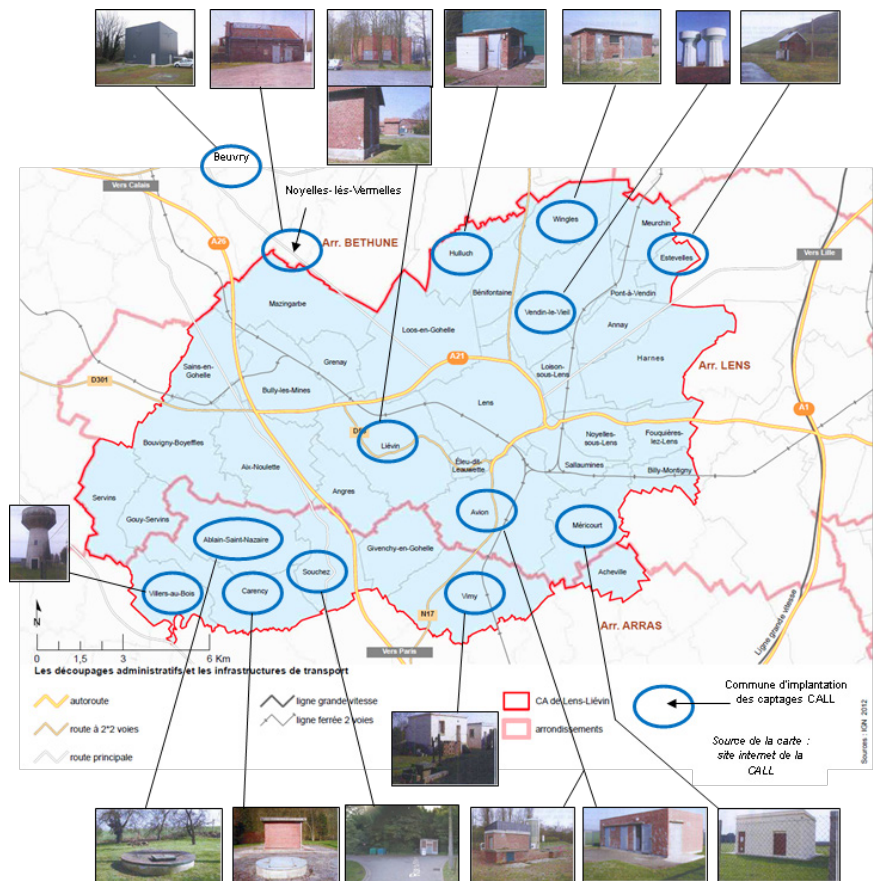 Beuvry
Vers Calais
Noyelles- lés-Vermelles
Wingles
Meurchin
A26
Arr. BETHUNE
Hulluch
Estevelles
Vers Lille
Bénifontaine
Pont-à-Vendin
Mazingarbe
Vendin-le-Vieil
Annay
Loos-en-Gohelle
Sains-en-
Gohelle
Grenay
A21
Loison-
sous-Lens
Harnes
Arr. LENS
D301
Bully-les-Mines
Lens
A1
Bouvigny-Boyeffles
Liévin
Noyelles-
sous-Lens
Fouquières-
lez-Lens
Aix-Noulette
Éleu-dit-
Leauwette
Sallaumines
Billy-Montigny
Servins
Angres
Gouy-Servins
Avion
Méricourt
Ablain-Saint-Nazaire
Givenchy-en-Gohelle
Souchez
Acheville
Villers-au-Bois
Carency
Vimy
N
N17
Arr. ARRAS
Ligne grande vitesse
0 1,5 3 6 Km
Vers Paris
Les découpages administratifs et les infrastructures de transport
autoroute
route à 2*2 voies
route principale
ligne grande vitesse
ligne ferrée 2 voies
CA de Lens-Liévin
arrondissements
Commune d'implantation
des captages CALL
Source de la carte :
site internet de la
CALL
Sources : IGN 2012